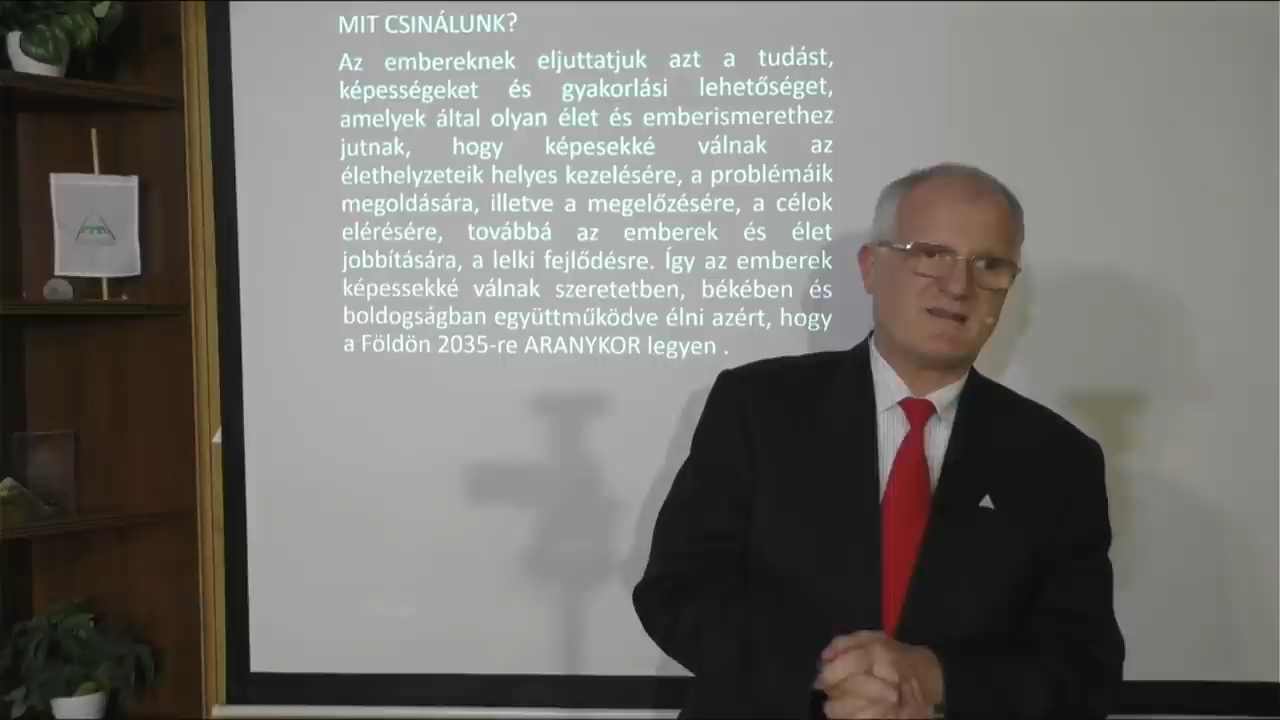 MIT CSINÁLUNK?
Az embereknek eljuttatjuk azt a tudást,
képességeket és gyakorlási lehetőséget,
amelyek által olyan élet és emberismerethez
jutnak, hogy képesekké válnak az
élethelyzeteik helyes kezelésére, a problémáik
megoldására, illetve a megelőzésére, a célok
elérésére, továbbá az emberek és élet
jobbítására, a lelki fejlődésre. Így az emberek
képessekké válnak szeretetben, békében és
boldogságban együttműködve élni azért, hogy
a Földön 2035-re ARANYKOR legyen .